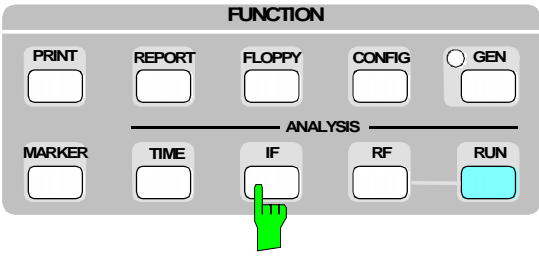 FUNCTION
PRINT REPORT FLOPPY CONFIG GEN
ANALYSIS
MARKER TIME IF RF RUN